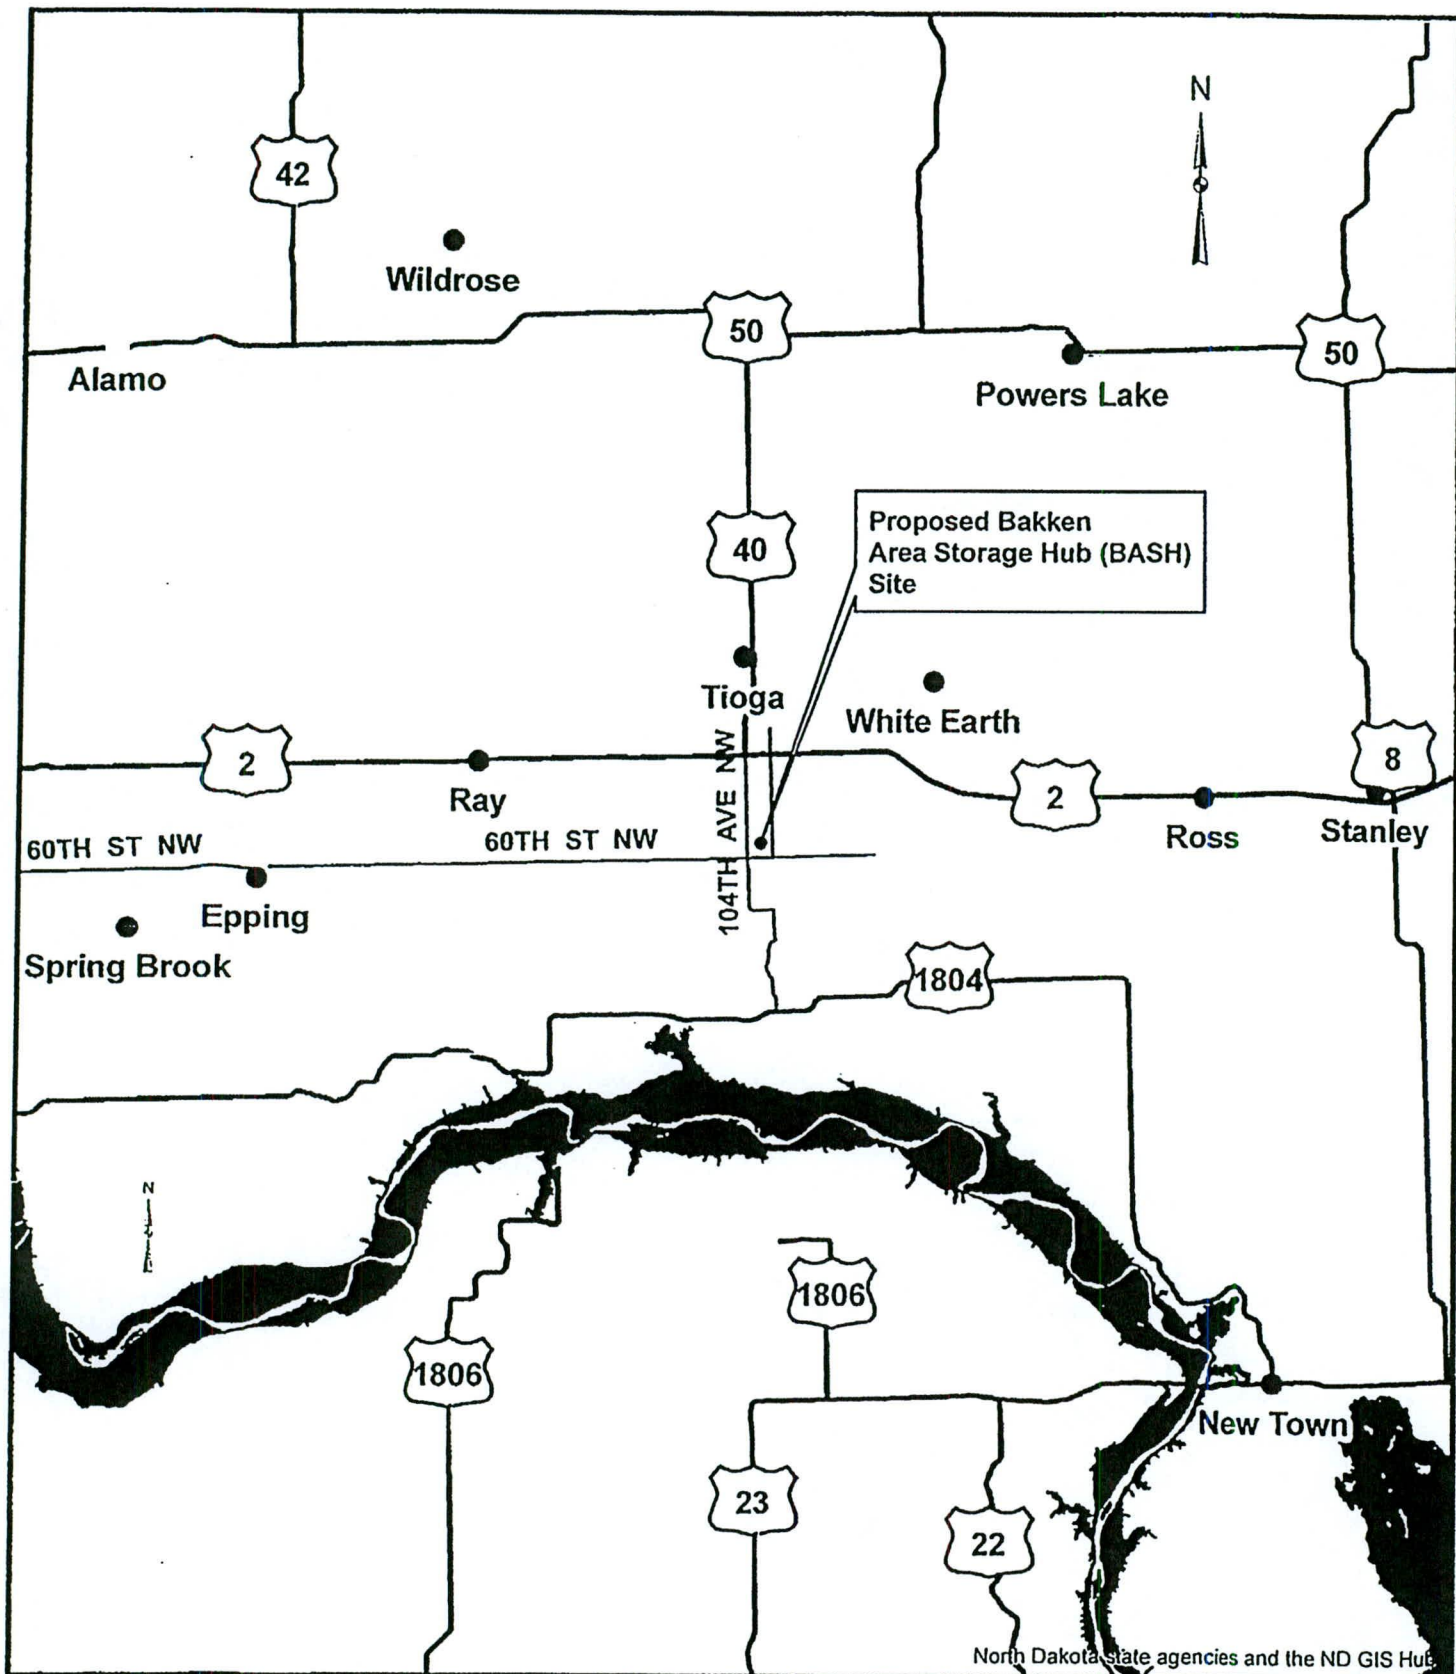 N
42
Wildrose
50
50
Alamo
Powers Lake
Proposed Bakken
Area Storage Hub (BASH)
Site
40
Tioga
White Earth
2
8
2
Ray
Ross
Stanley
104TH AVE NW
60TH ST NW
60TH ST NW
Epping
Spring Brook
1804
N
1806
1806
New Town
23
22
North Dakota state agencies and the ND GIS Hub